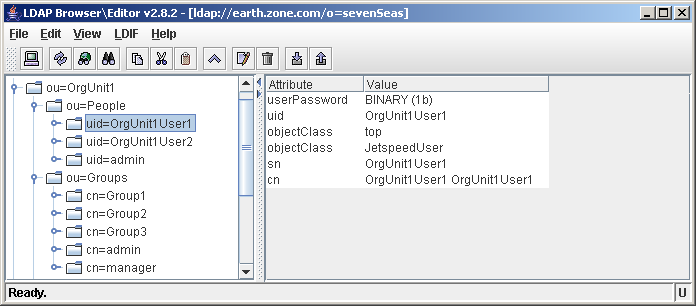 LDAP Browser\Editor v2.8.2 - [ldap://earth.zone.com/o=sevenSeas]
File Edit View LDIF Help
ou=OrgUnit1
ou=People
uid=OrgUnit1User1
uid=OrgUnit1User2
uid=admin
ou=Groups
cn=Group1
cn=Group2
cn=Group3
cn=admin
cn=manager
Attribute Value
userPassword BINARY (1b)
uid OrgUnit1User1
objectClass top
objectClass JetspeedUser
sn OrgUnit1User1
cn OrgUnit1User1 OrgUnit1User1
Ready. U